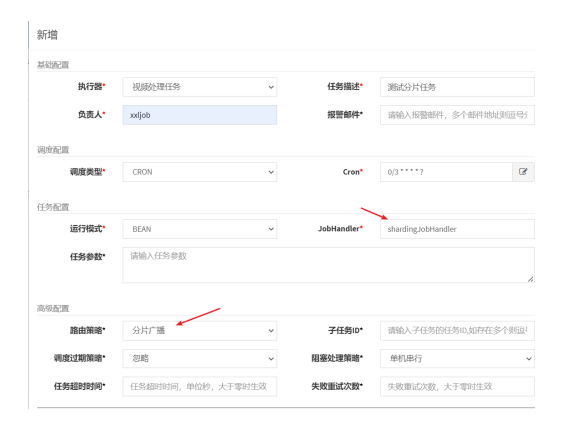 新增
基础配置
执行器* 视频处理任务 任务描述* 测试分片任务
负责人* xxljob 报警邮件* 请输入报警邮件，多个邮件地址则逗号分
调度配置
调度类型* CRON Cron* 0/3 * * * * ?
任务配置
运行模式* BEAN JobHandler* shardingJobHandler
任务参数* 请输入任务参数
高级配置
路由策略* 分片广播 子任务ID* 请输入子任务的任务ID,如存在多个则逗
调度过期策略* 忽略 阻塞处理策略* 单机串行
任务超时时间* 任务超时时间，单位秒，大于零时生效 失败重试次数* 失败重试次数，大于零时生效